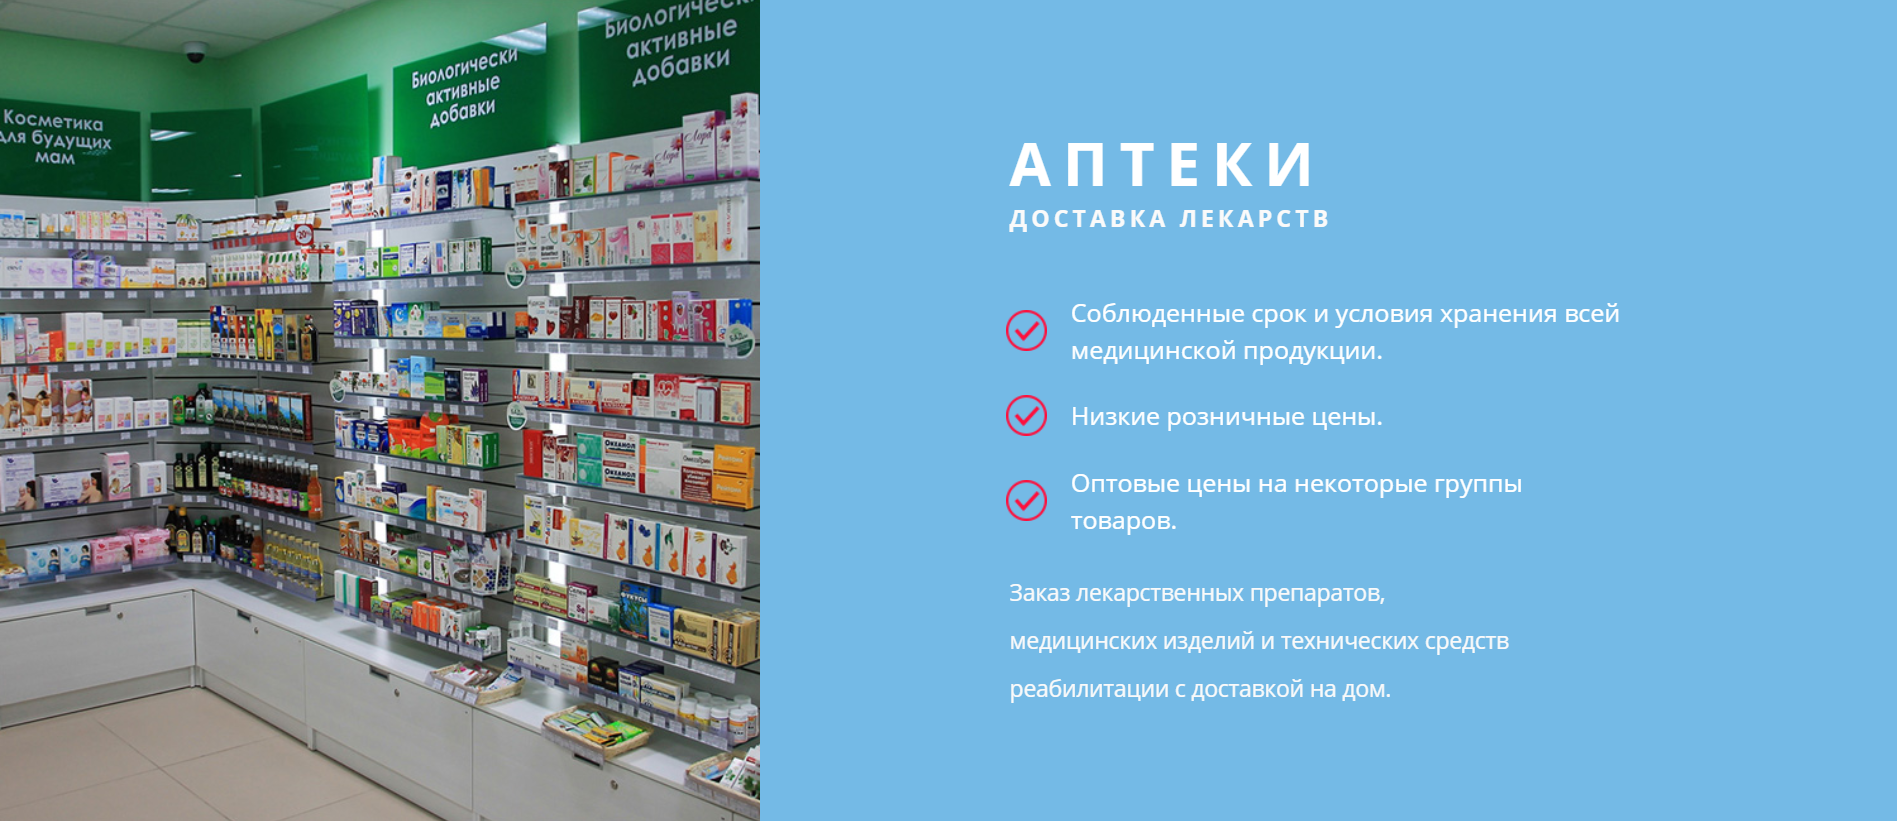 Косметика
для будущих
мам
Биологически
активные
добавки
Биологически
активные
добавки
АПТЕКИ
ДОСТАВКА ЛЕКАРСТВ
Соблюденные срок и условия хранения всей
медицинской продукции.
Низкие розничные цены.
Оптовые цены на некоторые группы
товаров.
Заказ лекарственных препаратов,
медицинских изделий и технических средств
реабилитации с доставкой на дом.